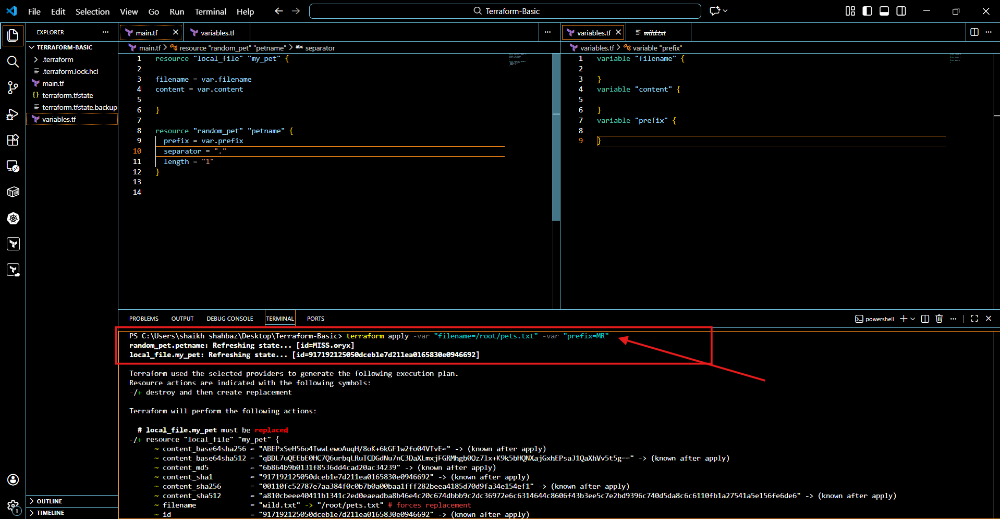 File Edit Selection View Go Run Terminal Help
Terraform-Basic
EXPLORER
TERRAFORM-BASIC
.terraform
.terraform.lock.hcl
main.tf
terraform.tfstate
terraform.tfstate.backup
variables.tf
OUTLINE
TIMELINE
1
main.tf
variables.tf
main.tf > resource "random_pet" "petname" > abc separator
1 resource "local_file" "my_pet" {
2
3 filename = var.filename
4 content = var.content
5
6 }
7
8 resource "random_pet" "petname" {
9 prefix = var.prefix
10 separator = "."
11 length = "1"
12 }
13
14
variables.tf
wild.txt
variables.tf > variable "prefix"
1 variable "filename" {
2
3 }
4 variable "content" {
5
6 }
7 variable "prefix" {
8
9 }
PROBLEMS OUTPUT DEBUG CONSOLE TERMINAL PORTS
powershell
PS C:\Users\shaikh shahbaz\Desktop\Terraform-Basic> terraform apply -var "filename=/root/pets.txt" -var "prefix=MR"
random_pet.petname: Refreshing state... [id=MISS.oryx]
local_file.my_pet: Refreshing state... [id=917192125050dceb1e7d211ea0165830e0946692]
Terraform used the selected providers to generate the following execution plan.
Resource actions are indicated with the following symbols:
-/+ destroy and then create replacement
Terraform will perform the following actions:
# local_file.my_pet must be replaced
-/+ resource "local_file" "my_pet" {
~ content_base64sha256 = "ABEPxSeH56o4TwwLewoAuqH/8oK+6kGF1w2fo04VTvE=" -> (known after apply)
~ content_base64sha512 = "qBDL7uQEEbE0HC7Q6urbqLRuTCDGdNu7nC3DaXLmxjFGRMhgb0Oz7lx+K9k5bHQNXajGxhEPsaJ1QaXhVv5t5g==" -> (known after apply)
~ content_md5 = "6b864b9b0131f8536dd4cad20ac34239" -> (known after apply)
~ content_sha1 = "917192125050dceb1e7d211ea0165830e0946692" -> (known after apply)
~ content_sha256 = "00110fc52787e7aa384f0c0b7b0a00baa1fff282beea4185d70d9fa34e154ef1" -> (known after apply)
~ content_sha512 = "a810cbeee40411b1341c2ed0eaeadba8b46e4c20c674dbbb9c2dc36972e6c6314644c8606f43b3ee5c7e2bd9396c740d5da8c6c6110fb1a27541a5e156fe6de6" -> (known after apply)
~ filename = "wild.txt" -> "/root/pets.txt" # forces replacement
~ id = "917192125050dceb1e7d211ea0165830e0946692" -> (known after apply)